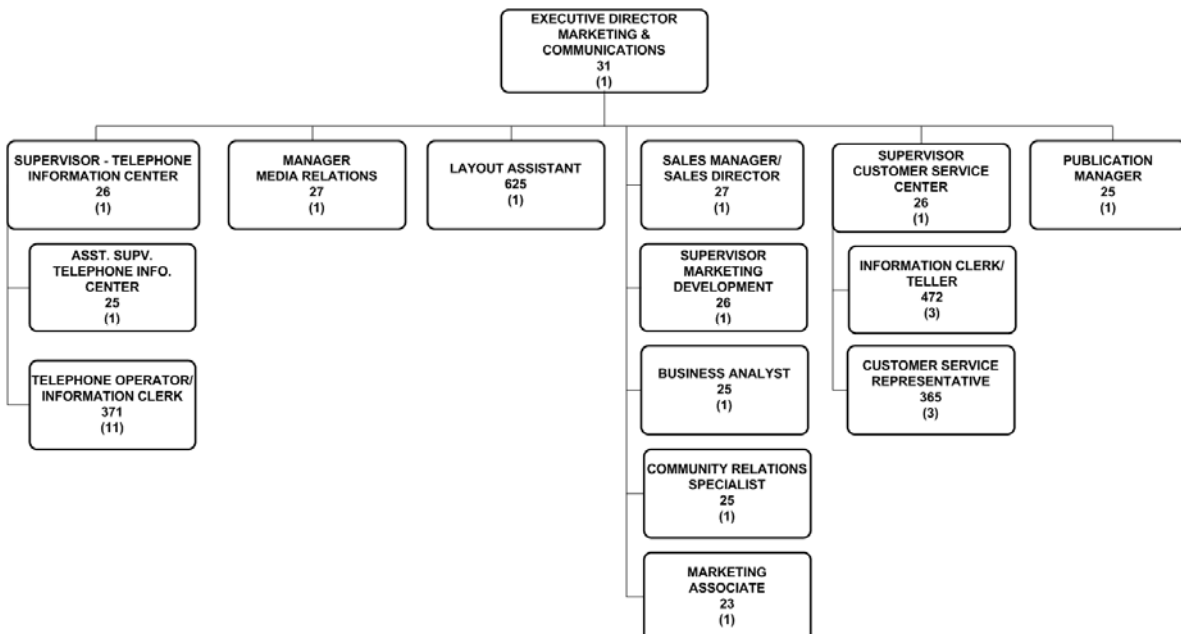 EXECUTIVE DIRECTOR
MARKETING &
COMMUNICATIONS
31
(1)
SUPERVISOR - TELEPHONE
INFORMATION CENTER
26
(1)
MANAGER
MEDIA RELATIONS
27
(1)
LAYOUT ASSISTANT
625
(1)
SALES MANAGER/
SALES DIRECTOR
27
(1)
SUPERVISOR
CUSTOMER SERVICE
CENTER
26
(1)
PUBLICATION
MANAGER
25
(1)
ASST. SUPV.
TELEPHONE INFO.
CENTER
25
(1)
SUPERVISOR
MARKETING
DEVELOPMENT
26
(1)
INFORMATION CLERK/
TELLER
472
(3)
TELEPHONE OPERATOR/
INFORMATION CLERK
371
(11)
BUSINESS ANALYST
25
(1)
CUSTOMER SERVICE
REPRESENTATIVE
365
(3)
COMMUNITY RELATIONS
SPECIALIST
25
(1)
MARKETING
ASSOCIATE
23
(1)